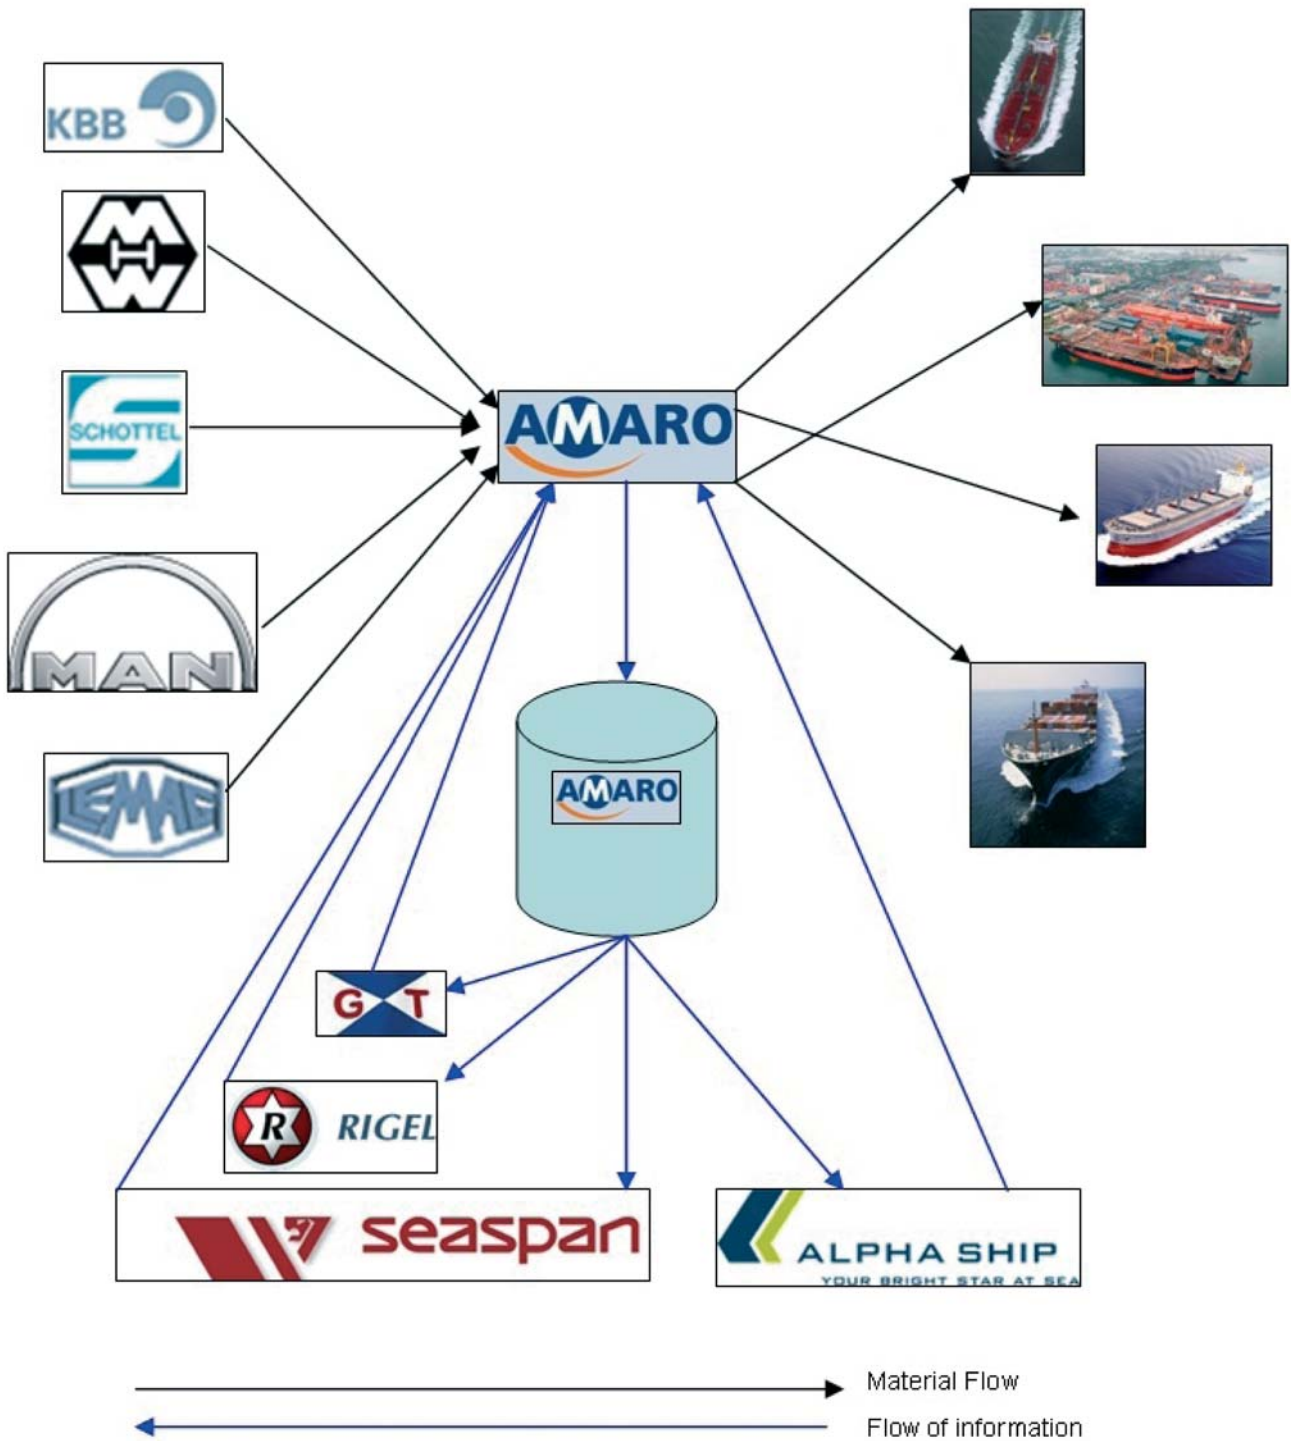 KBB
MHW
SCHOTTEL
AMARO
MAN
LEMAG
AMARO
G T
R RIGEL
seaspan
ALPHA SHIP
YOUR BRIGHT STAR AT SEA
Material Flow
Flow of information